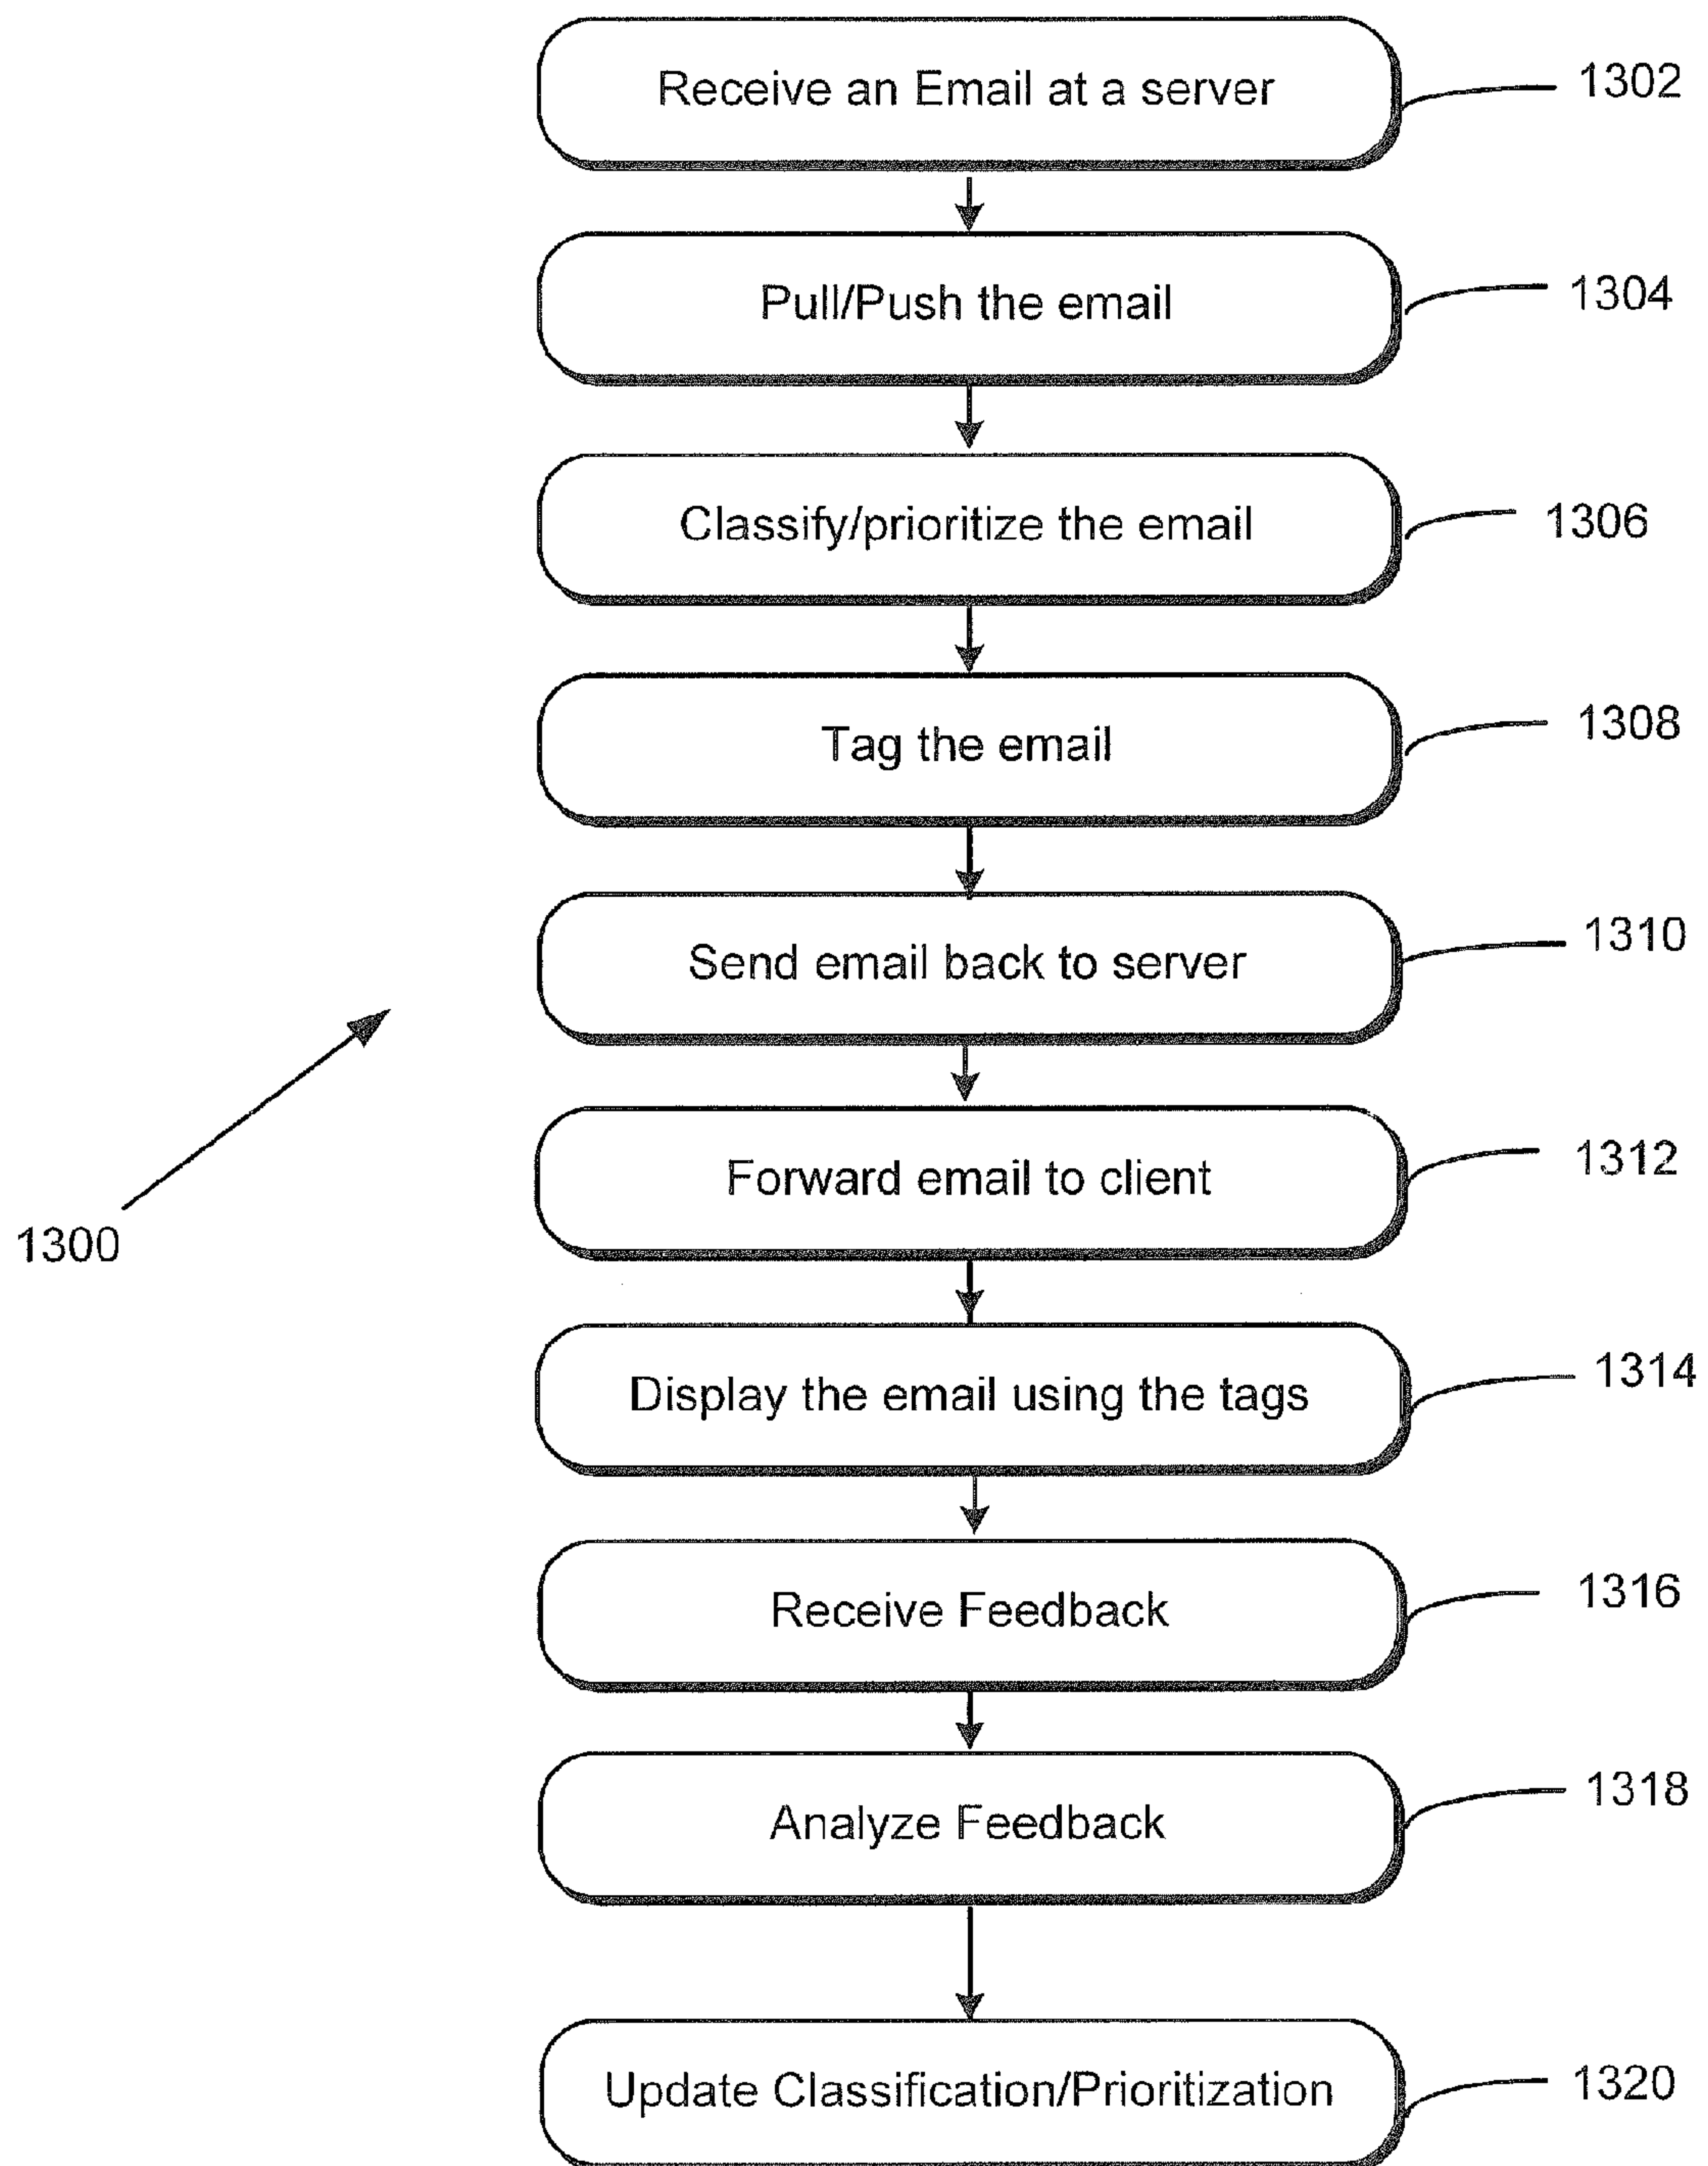 Receive an Email at a server
1302
Pull/Push the email
1304
Classify/prioritize the email
1306
Tag the email
1308
Send email back to server
1310
Forward email to client
1312
1300
Display the email using the tags
1314
Receive Feedback
1316
Analyze Feedback
1318
Update Classification/Prioritization
1320